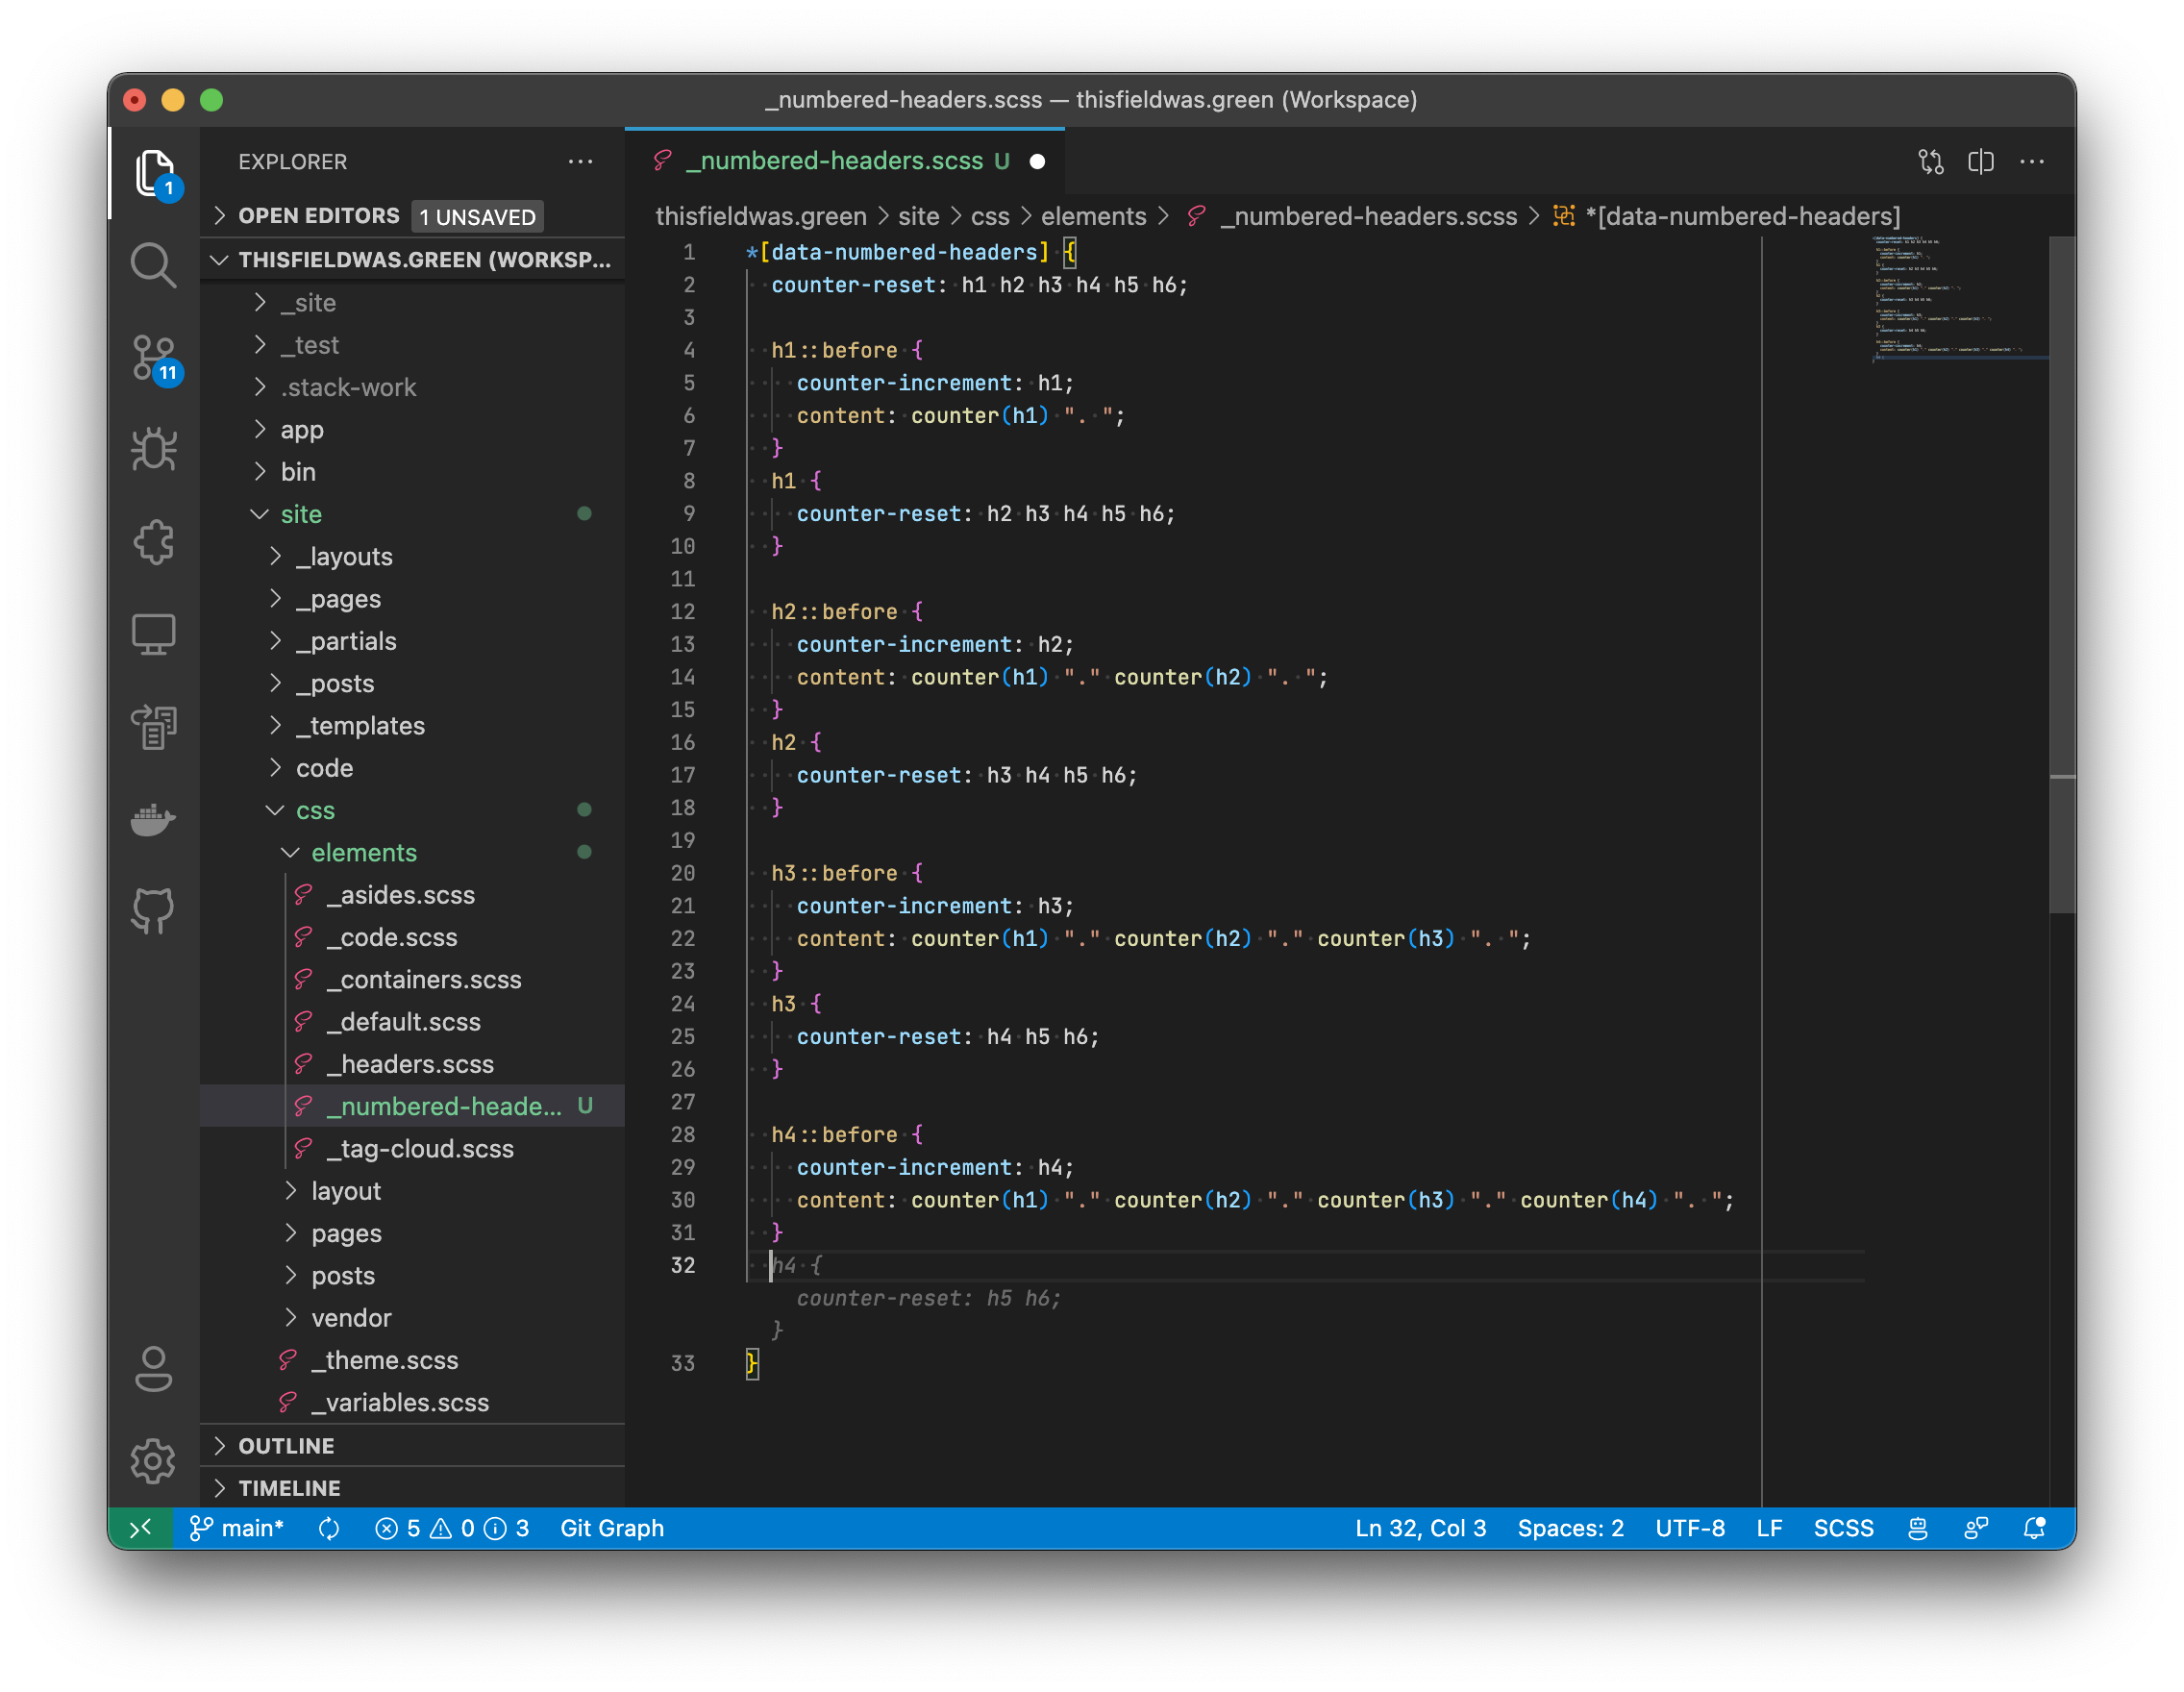 _numbered-headers.scss — thisfieldwas.green (Workspace)
EXPLORER
OPEN EDITORS 1 UNSAVED
THISFIELDWAS.GREEN (WORKSP...
_site
_test
.stack-work
app
bin
site
_layouts
_pages
_partials
_posts
_templates
code
css
elements
_asides.scss
_code.scss
_containers.scss
_default.scss
_headers.scss
_numbered-heade... U
_tag-cloud.scss
layout
pages
posts
vendor
_theme.scss
_variables.scss
OUTLINE
TIMELINE
1
11
_numbered-headers.scss U
thisfieldwas.green > site > css > elements > _numbered-headers.scss > *[data-numbered-headers]
1 *[data-numbered-headers] {
2 counter-reset: h1 h2 h3 h4 h5 h6;
3
4 h1::before {
5 counter-increment: h1;
6 content: counter(h1) ". ";
7 }
8 h1 {
9 counter-reset: h2 h3 h4 h5 h6;
10 }
11
12 h2::before {
13 counter-increment: h2;
14 content: counter(h1) "." counter(h2) ". ";
15 }
16 h2 {
17 counter-reset: h3 h4 h5 h6;
18 }
19
20 h3::before {
21 counter-increment: h3;
22 content: counter(h1) "." counter(h2) "." counter(h3) ". ";
23 }
24 h3 {
25 counter-reset: h4 h5 h6;
26 }
27
28 h4::before {
29 counter-increment: h4;
30 content: counter(h1) "." counter(h2) "." counter(h3) "." counter(h4) ". ";
31 }
32 h4 {
counter-reset: h5 h6;
}
33 }
main* 5 0 3 Git Graph Ln 32, Col 3 Spaces: 2 UTF-8 LF SCSS